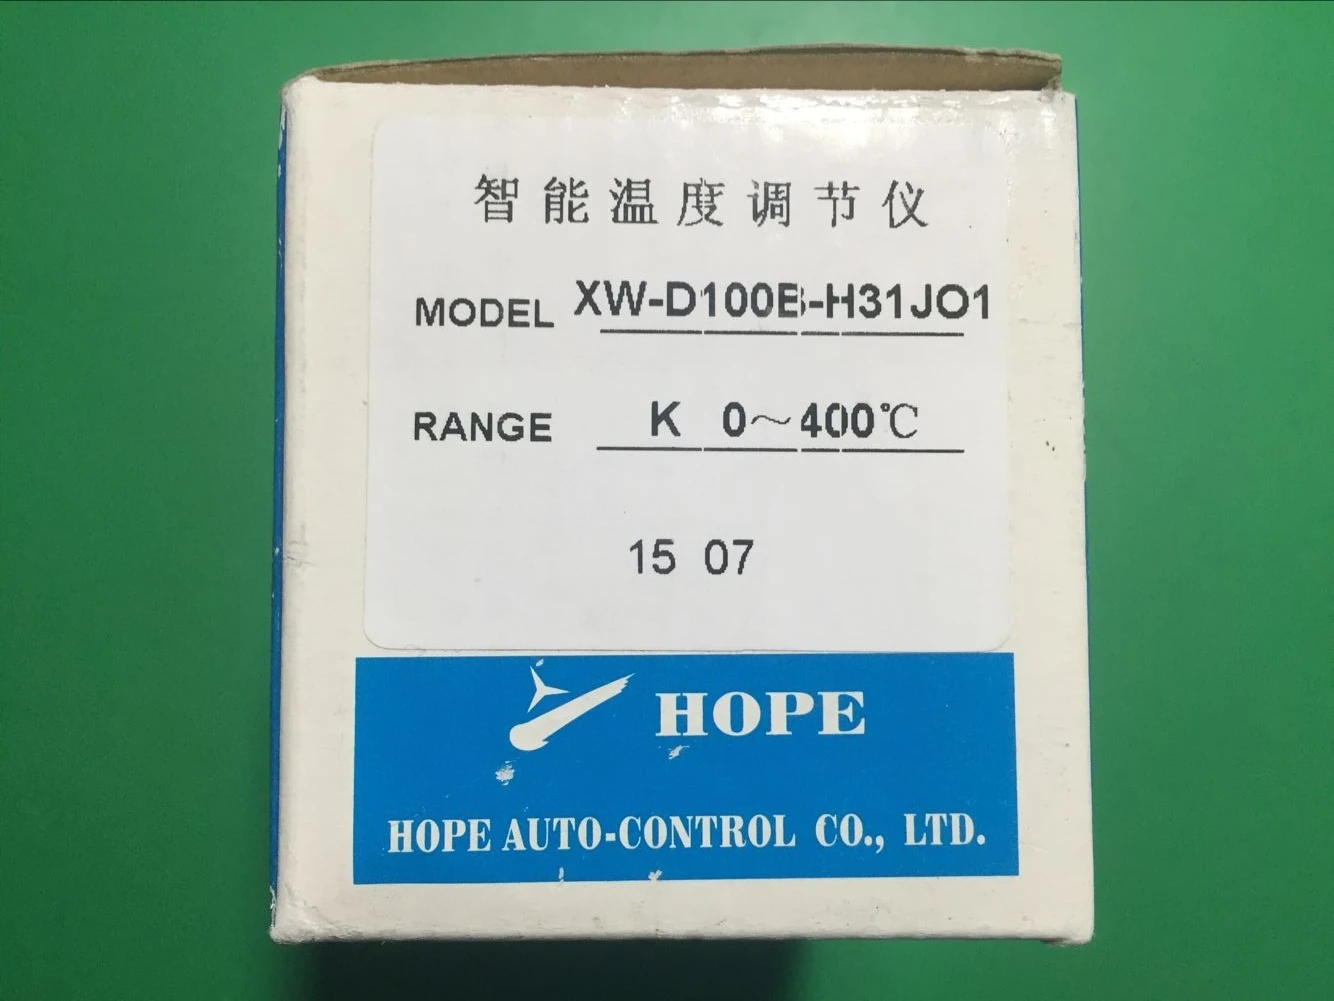 智能温度调节仪
MODEL XW-D100B-H31JO1
RANGE K 0～400℃
15 07
HOPE
HOPE AUTO-CONTROL CO., LTD.